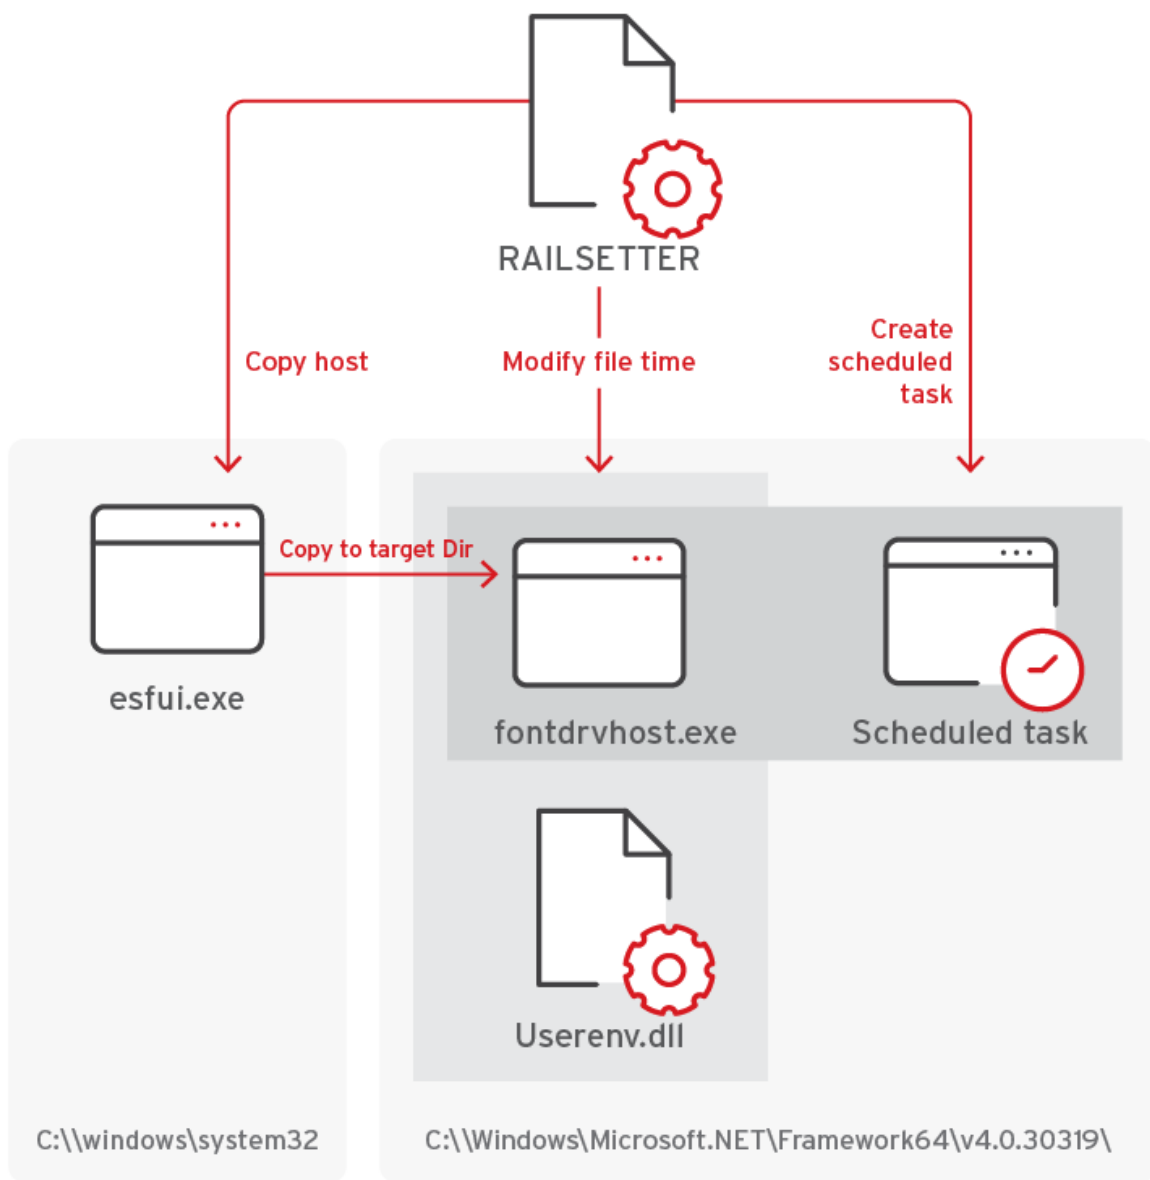 RAILSETTER
Copy host
Modify file time
Create
scheduled
task
Copy to target Dir
esfui.exe
fontdrvhost.exe
Scheduled task
Userenv.dll
C:\\windows\system32
C:\\Windows\Microsoft.NET\Framework64\v4.0.30319\